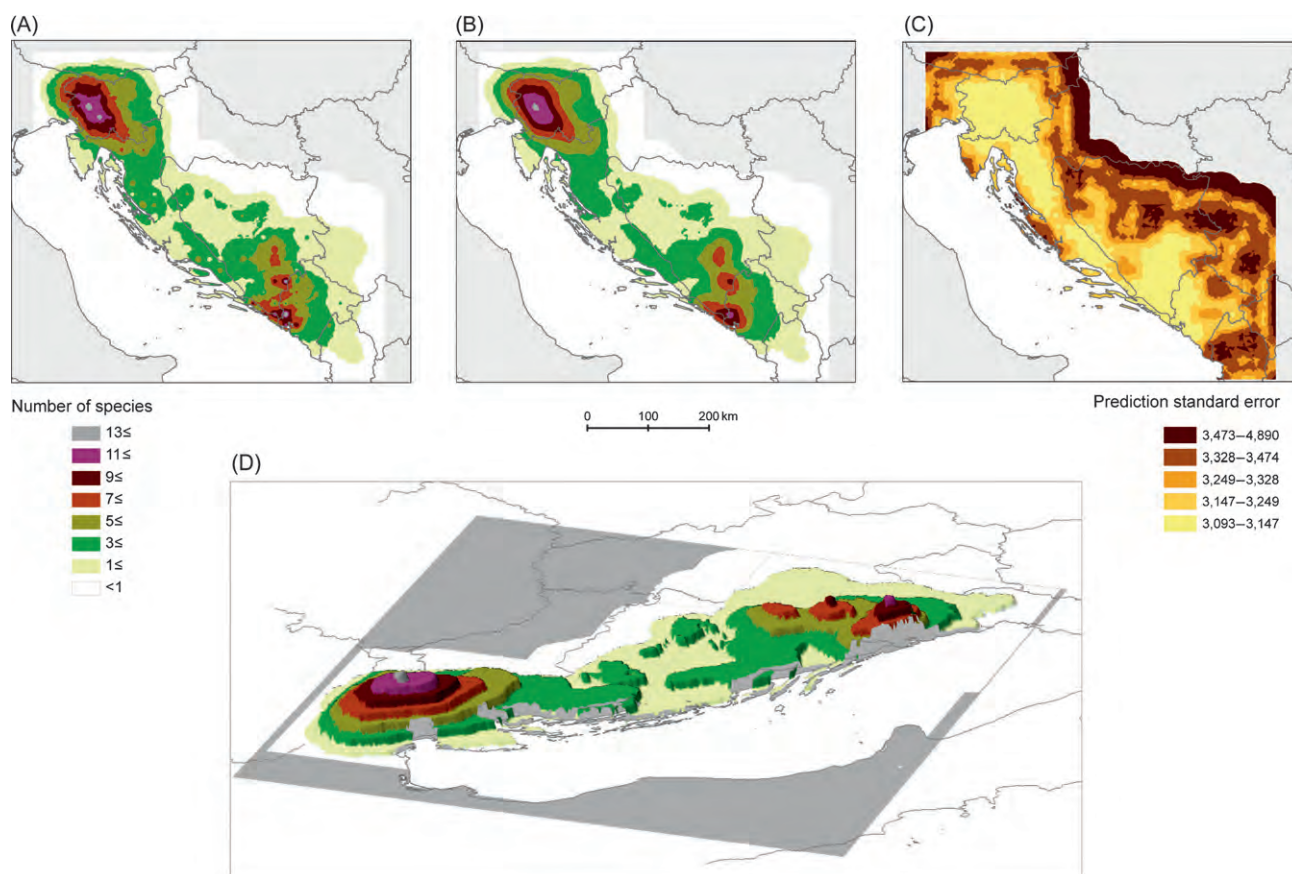 (A)
(B)
(C)
Number of species
13≤
11≤
9≤
7≤
5≤
3≤
1≤
<1
0 100 200 km
Prediction standard error
3,473–4,890
3,328–3,474
3,249–3,328
3,147–3,249
3,093–3,147
(D)